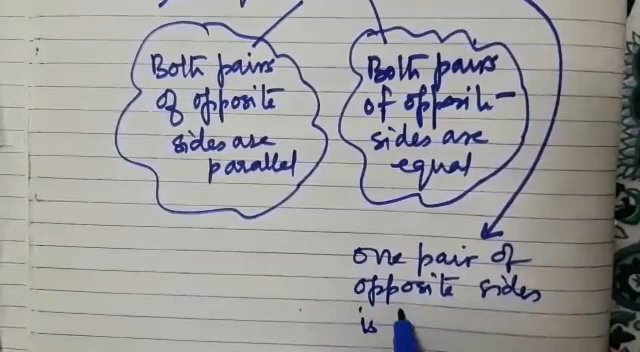 Both pairs
of opposite
sides are
parallel
Both pairs
of opposite
sides are
equal
one pair of
opposite sides
is